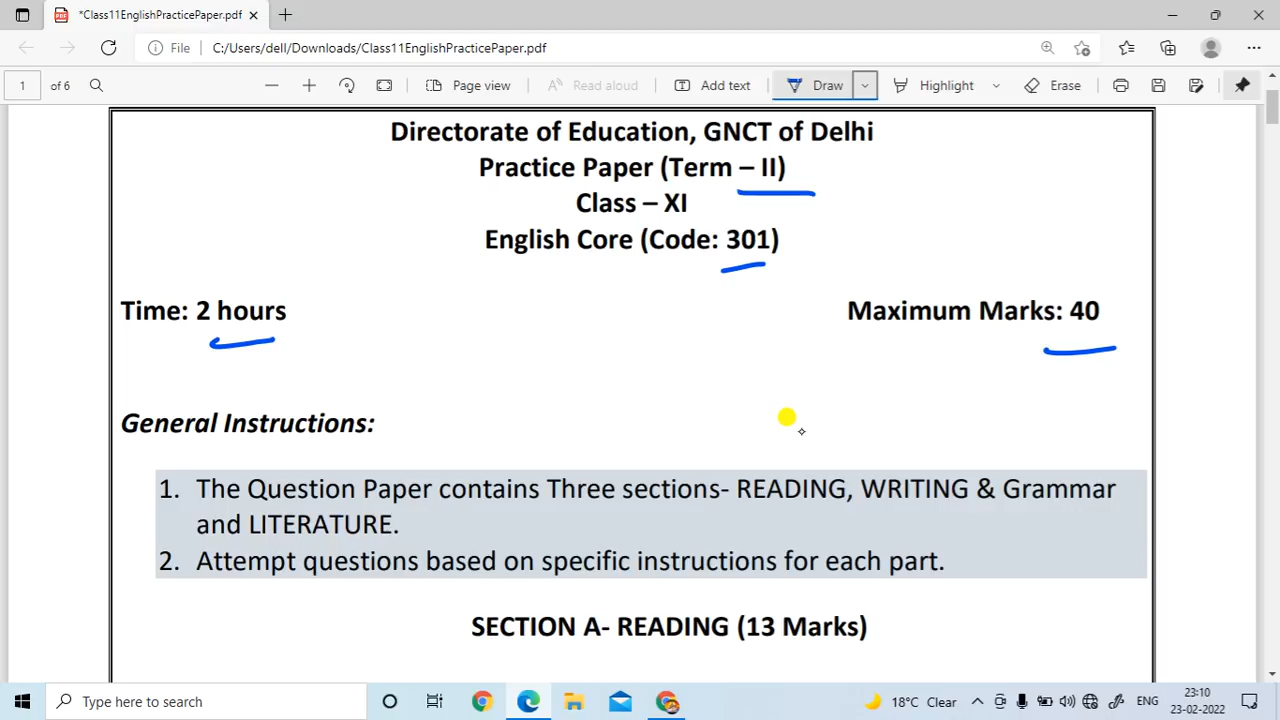 *Class11EnglishPracticePaper.pdf
File C:/Users/dell/Downloads/Class11EnglishPracticePaper.pdf
1 of 6 Page view Read aloud Add text Draw Highlight Erase
Directorate of Education, GNCT of Delhi
Practice Paper (Term – II)
Class – XI
English Core (Code: 301)
Time: 2 hours Maximum Marks: 40
General Instructions:
1. The Question Paper contains Three sections- READING, WRITING & Grammar
and LITERATURE.
2. Attempt questions based on specific instructions for each part.
SECTION A- READING (13 Marks)
Type here to search 18°C Clear ENG 23:10
23-02-2022